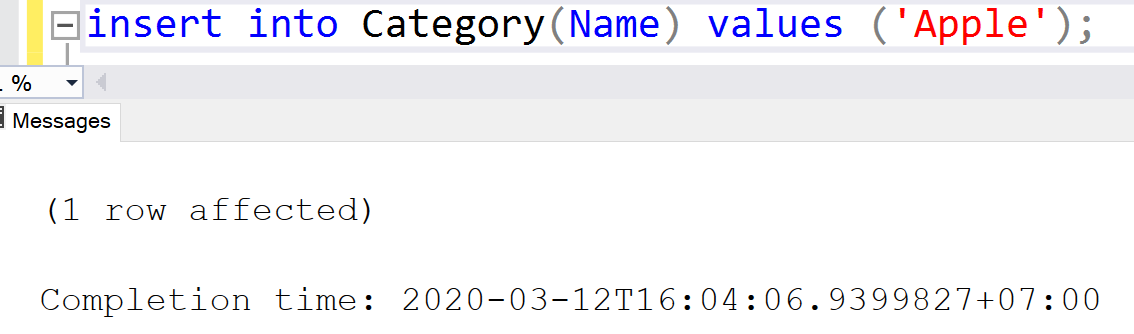 insert into Category(Name) values ('Apple');
%
Messages
(1 row affected)
Completion time: 2020-03-12T16:04:06.9399827+07:00